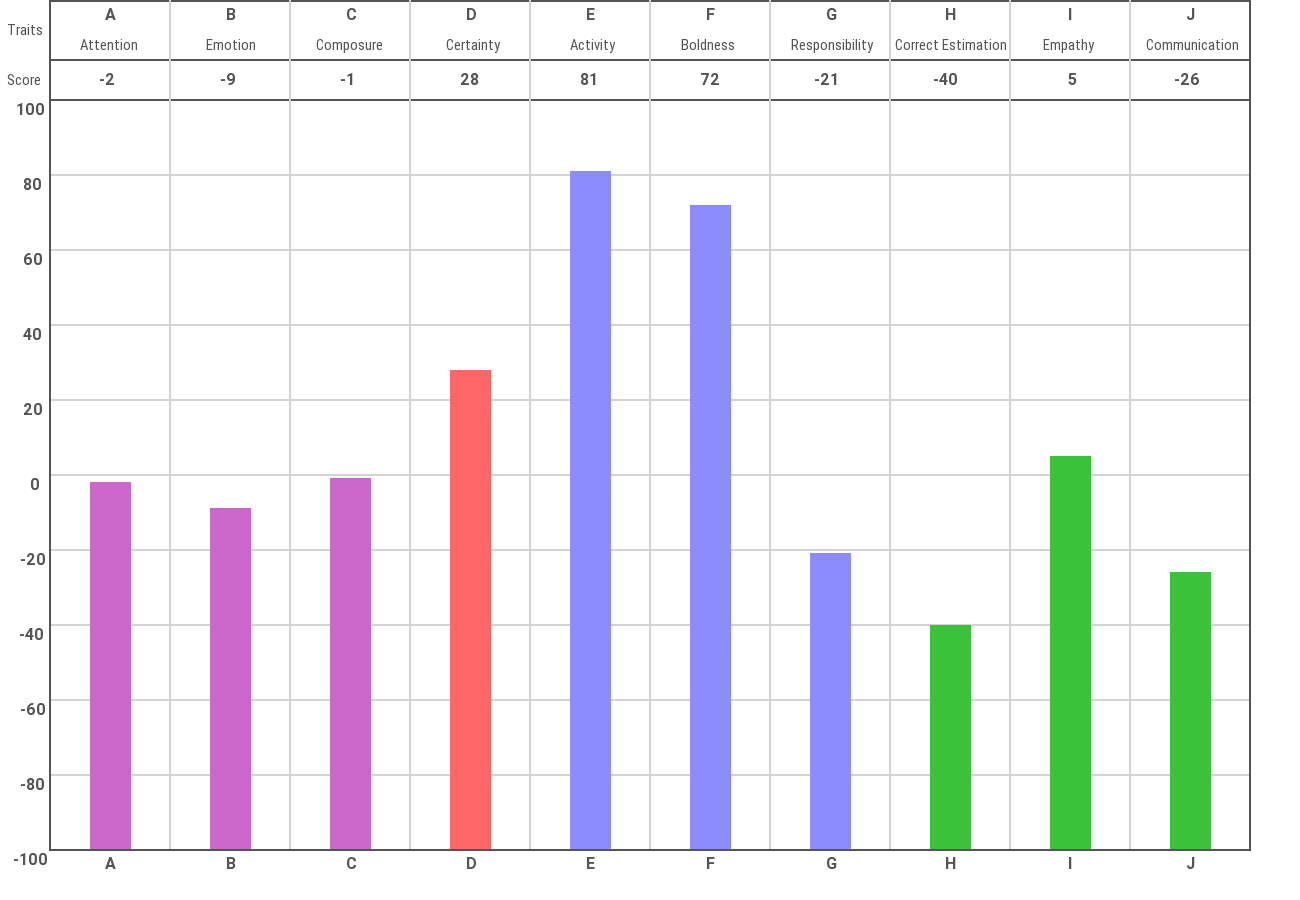 A B C D E F G H I J
Traits
Attention Emotion Composure Certainty Activity Boldness Responsibility Correct Estimation Empathy Communication
Score -2 -9 -1 28 81 72 -21 -40 5 -26
100
80
60
40
20
0
-20
-40
-60
-80
-100
A B C D E F G H I J